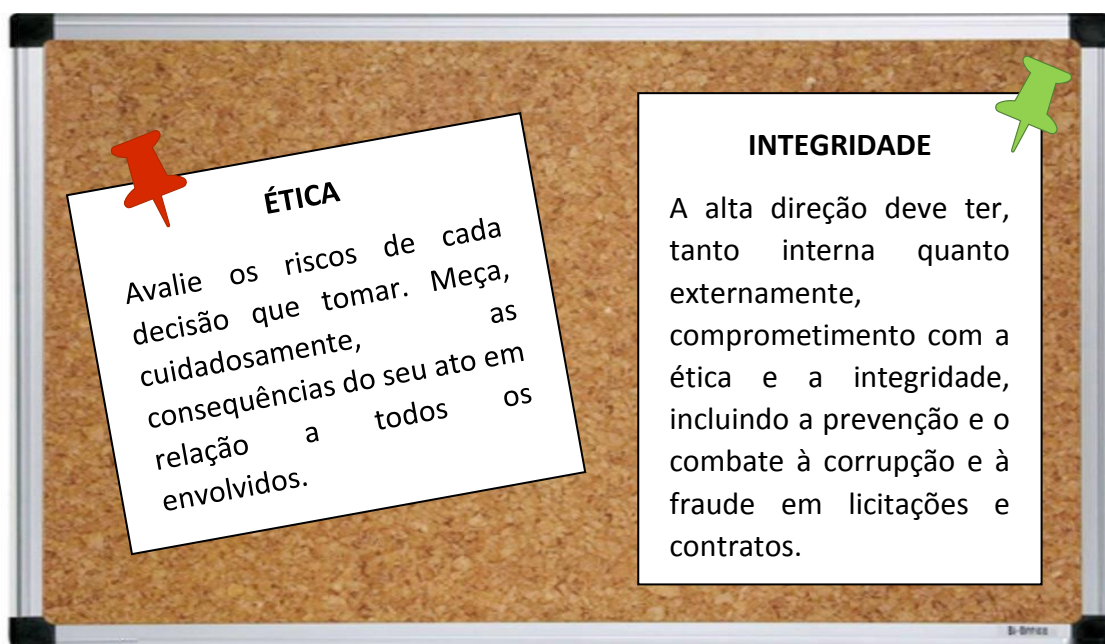 ÉTICA
Avalie os riscos de cada
decisão que tomar. Meça,
cuidadosamente, as
consequências do seu ato em
relação a todos os
envolvidos.
INTEGRIDADE
A alta direção deve ter,
tanto interna quanto
externamente,
comprometimento com a
ética e a integridade,
incluindo a prevenção e o
combate à corrupção e à
fraude em licitações e
contratos.